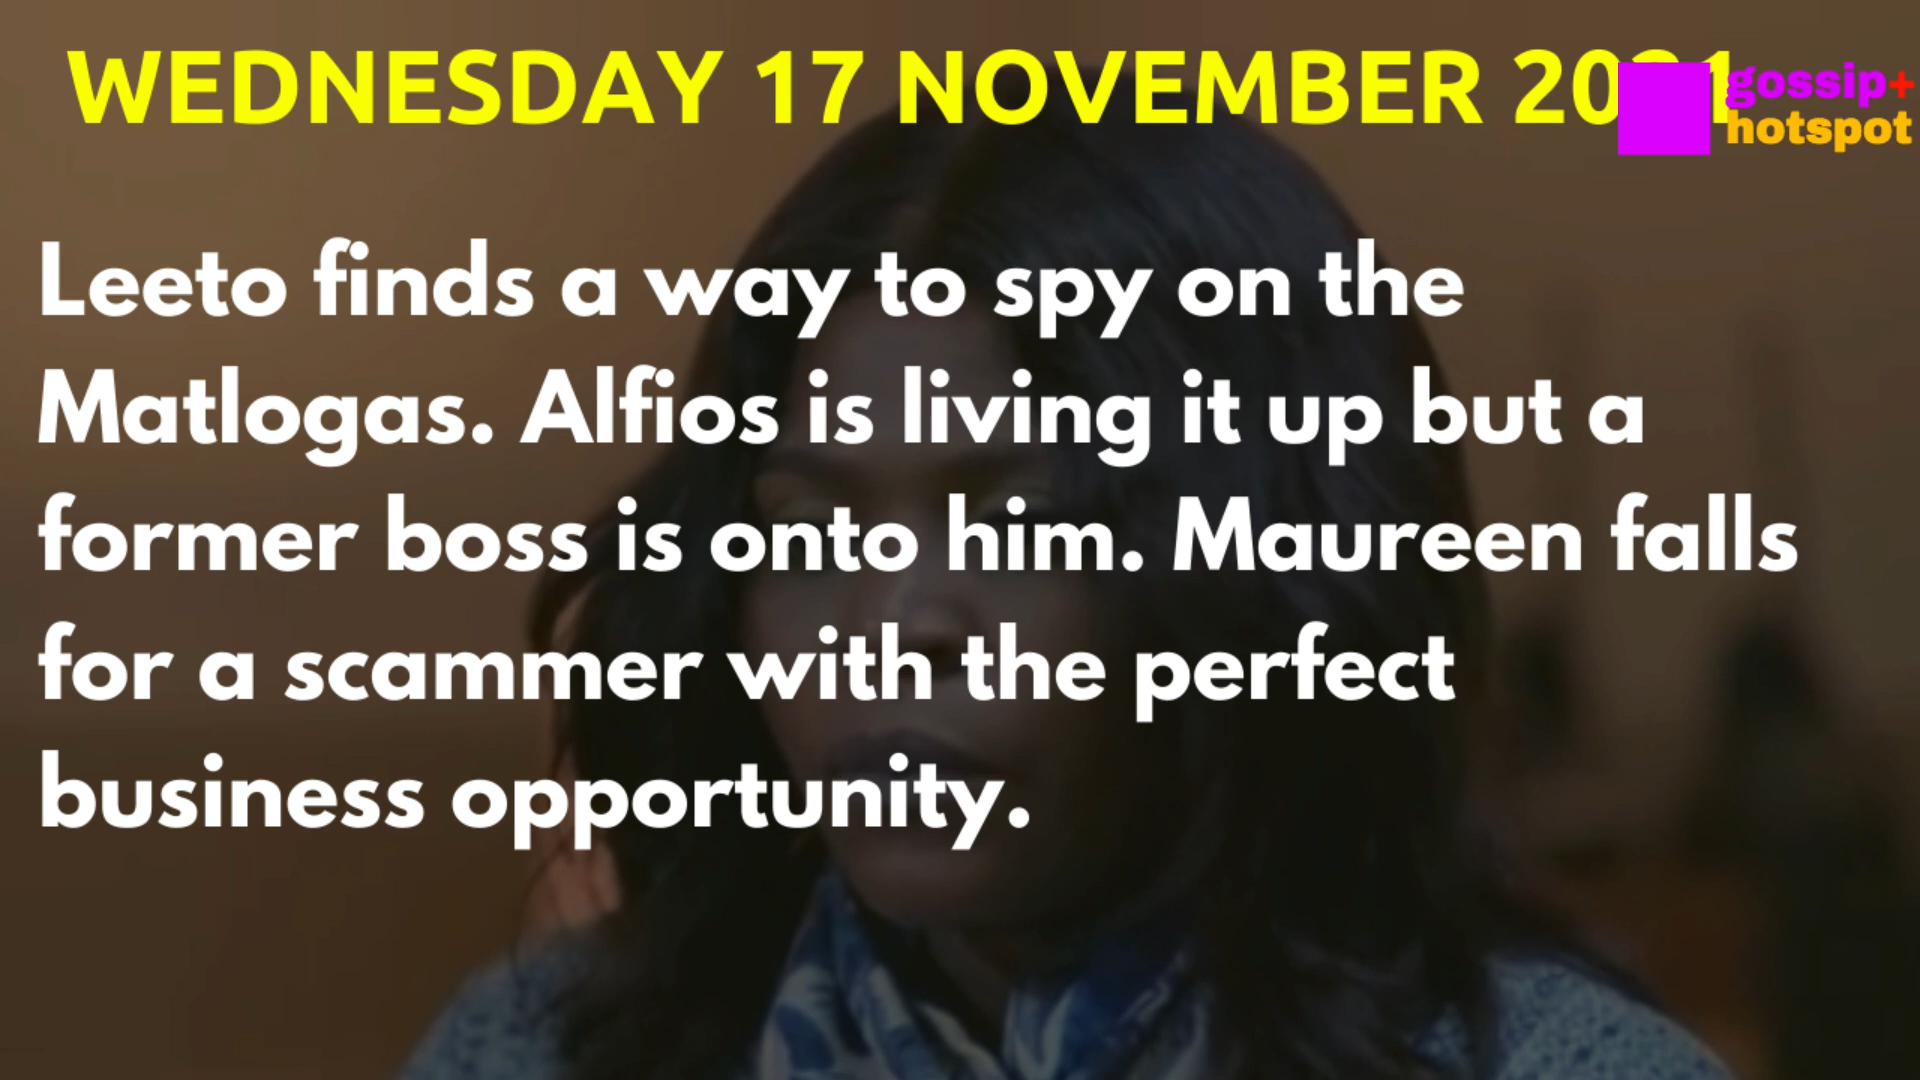 WEDNESDAY 17 NOVEMBER 2021
gossip+
hotspot
Leeto finds a way to spy on the
Matlogas. Alfios is living it up but a
former boss is onto him. Maureen falls
for a scammer with the perfect
business opportunity.